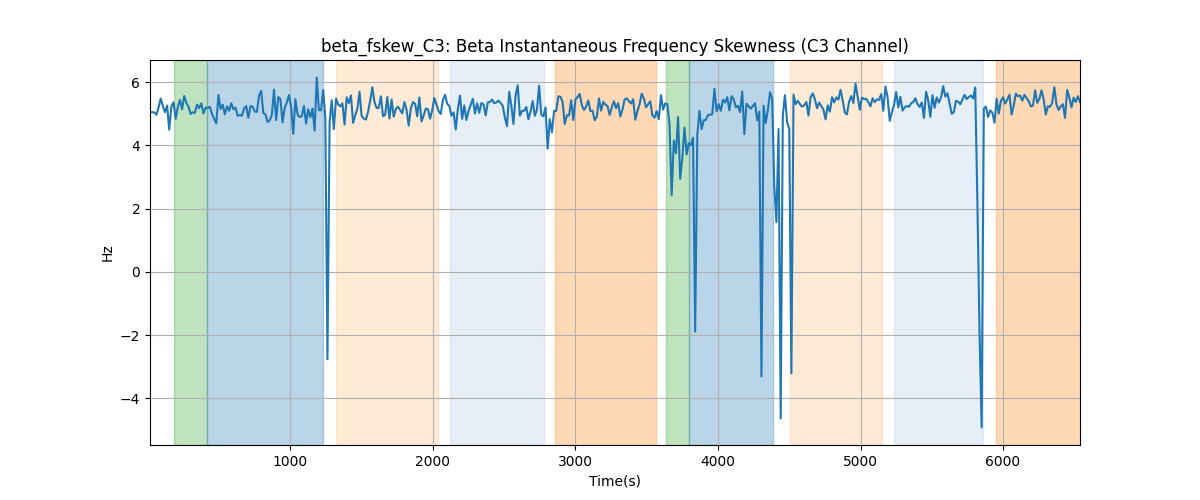 beta_fskew_C3: Beta Instantaneous Frequency Skewness (C3 Channel)
6
4
2
0
−2
−4
Hz
1000 2000 3000 4000 5000 6000
Time(s)